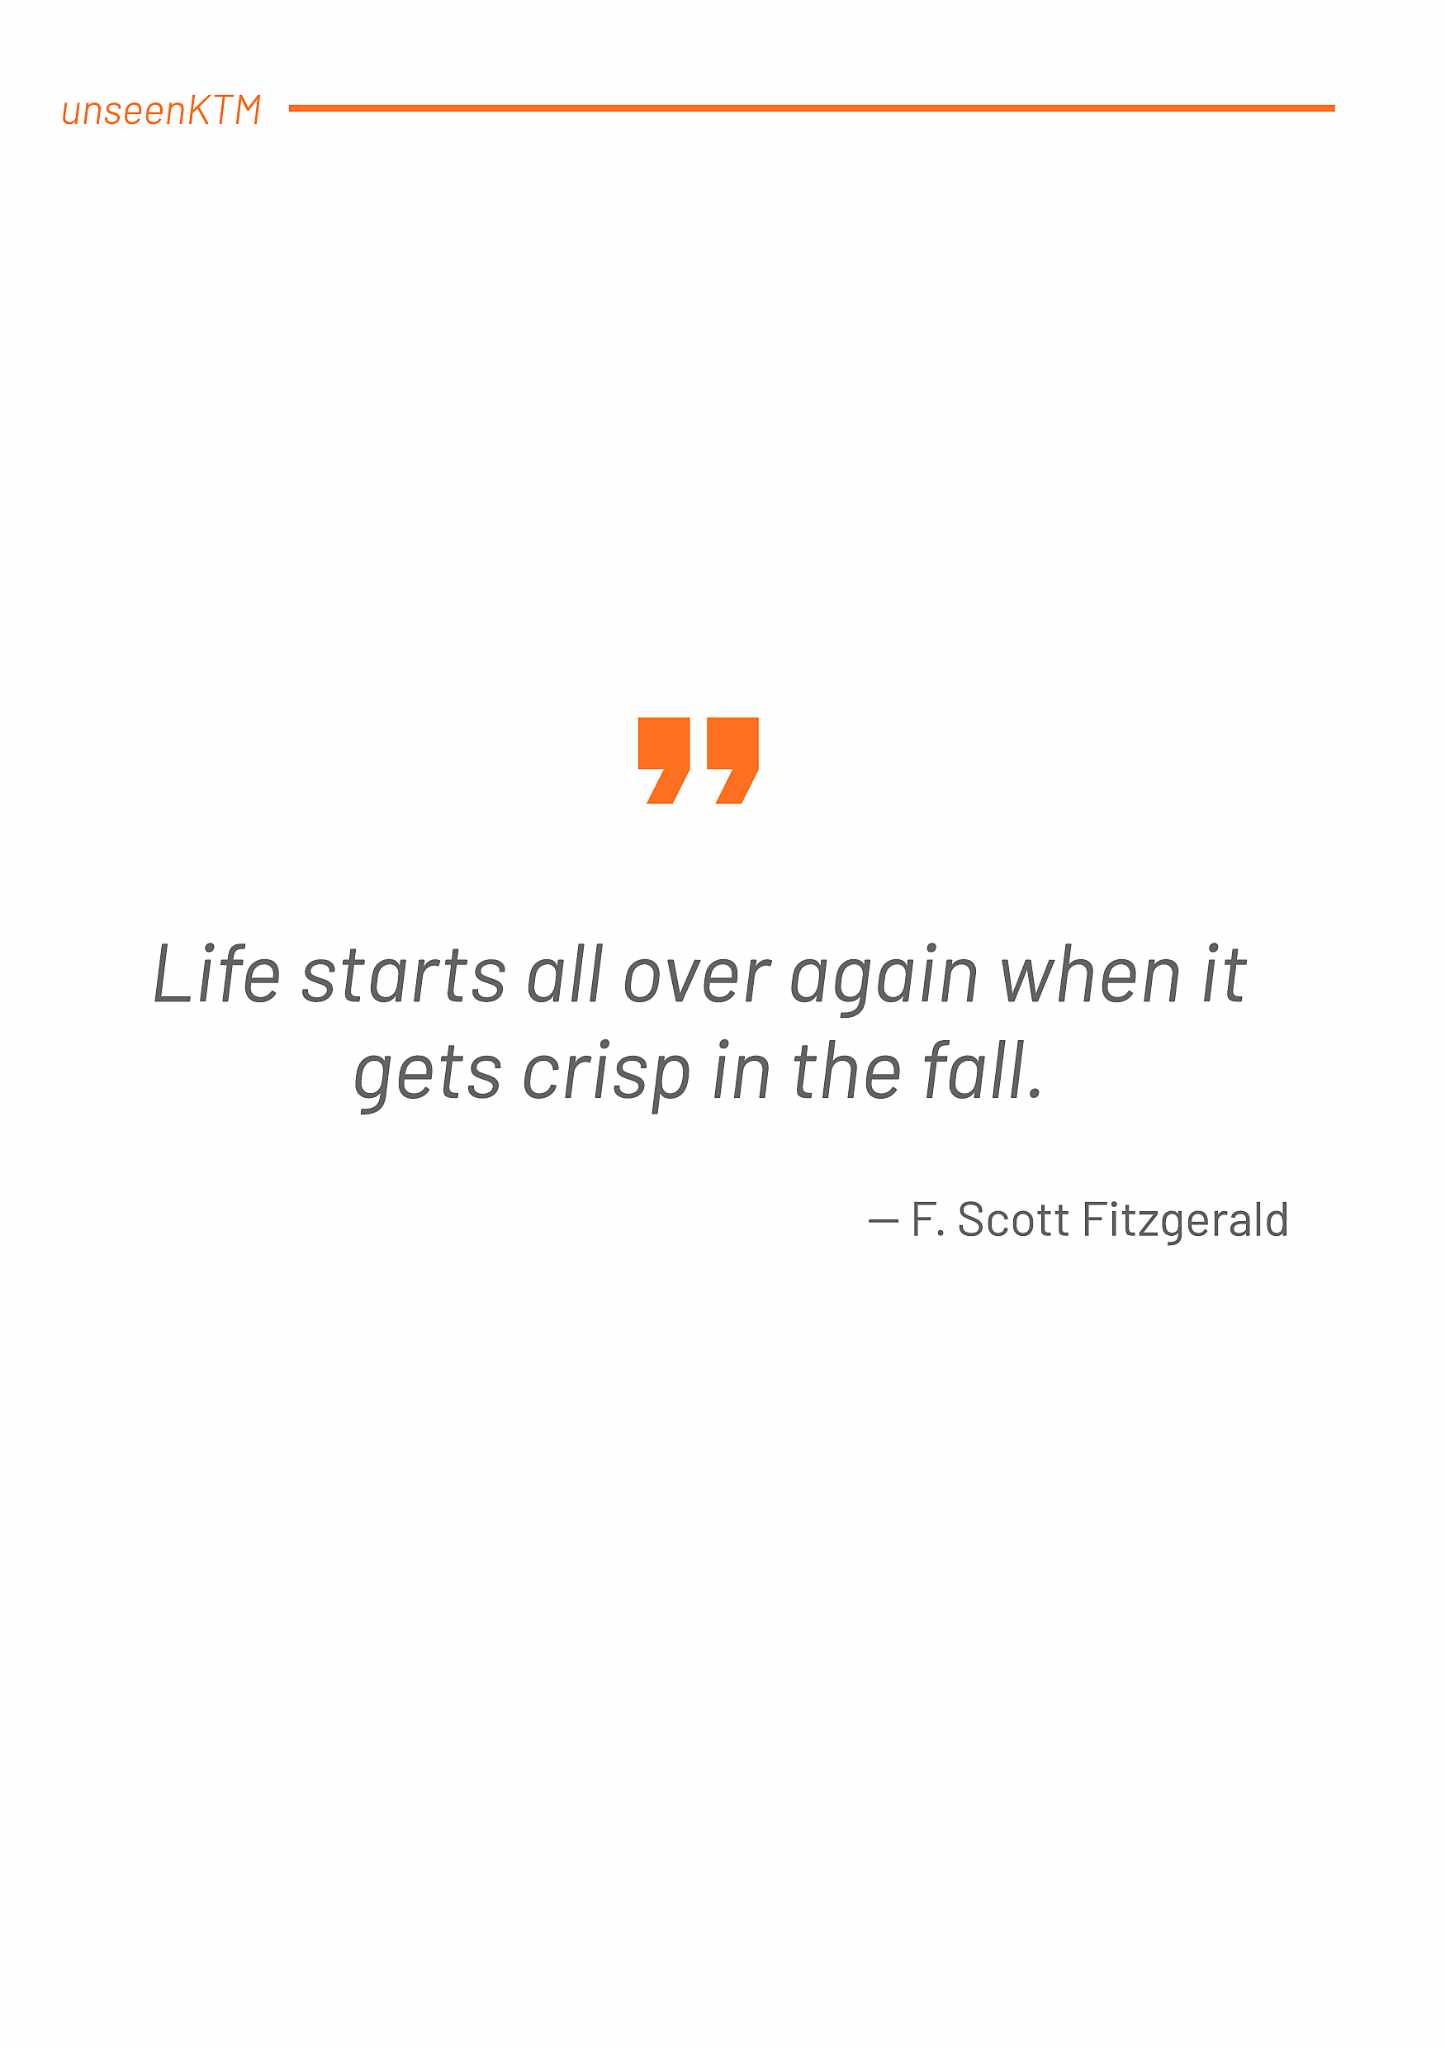 unseenKTM
”
Life starts all over again when it
gets crisp in the fall.
— F. Scott Fitzgerald